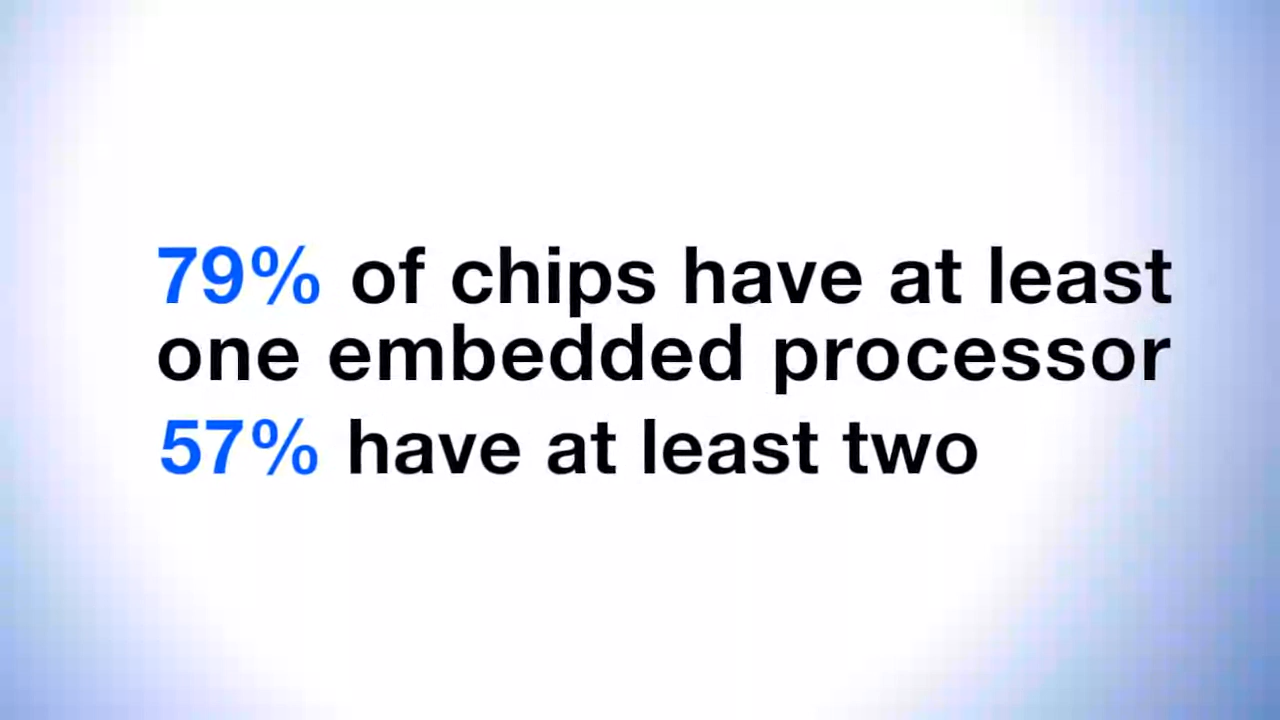 79% of chips have at least
one embedded processor
57% have at least two